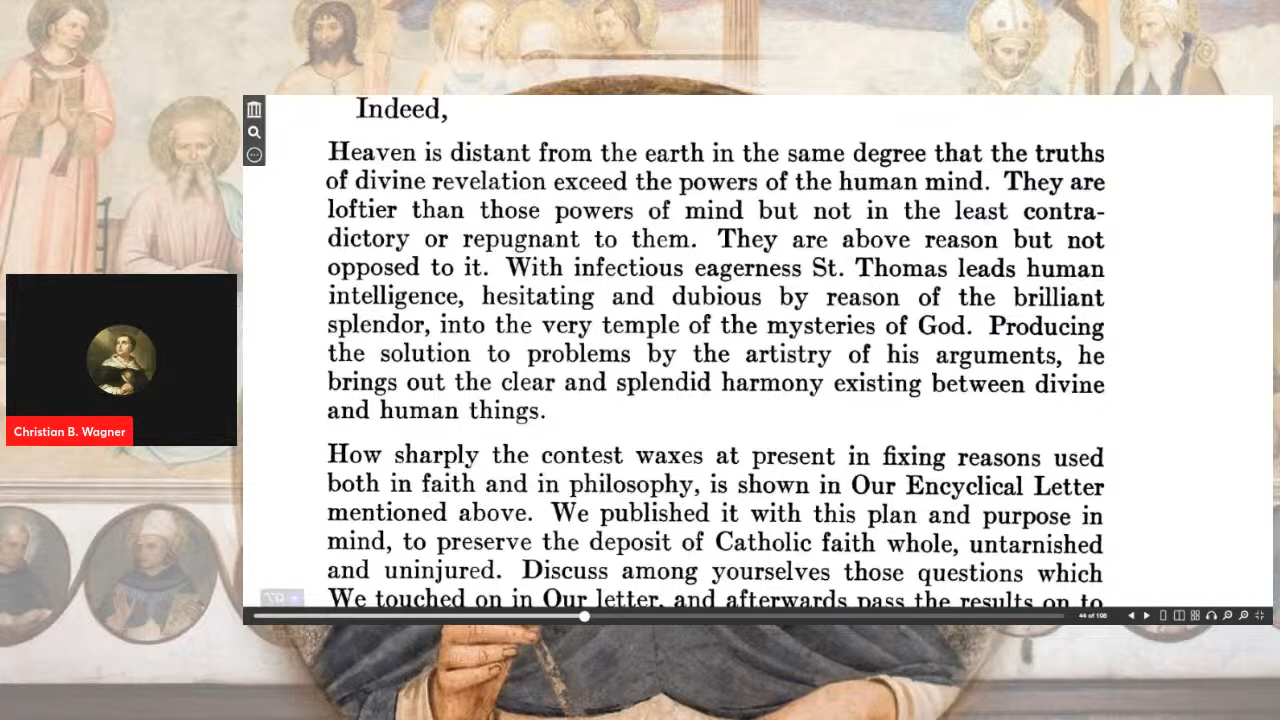 Indeed,
Heaven is distant from the earth in the same degree that the truths
of divine revelation exceed the powers of the human mind. They are
loftier than those powers of mind but not in the least contra-
dictory or repugnant to them. They are above reason but not
opposed to it. With infectious eagerness St. Thomas leads human
intelligence, hesitating and dubious by reason of the brilliant
splendor, into the very temple of the mysteries of God. Producing
the solution to problems by the artistry of his arguments, he
brings out the clear and splendid harmony existing between divine
and human things.
How sharply the contest waxes at present in fixing reasons used
both in faith and in philosophy, is shown in Our Encyclical Letter
mentioned above. We published it with this plan and purpose in
mind, to preserve the deposit of Catholic faith whole, untarnished
and uninjured. Discuss among yourselves those questions which
We touched on in Our letter, and afterwards pass the results on to
44 of 108
Christian B. Wagner